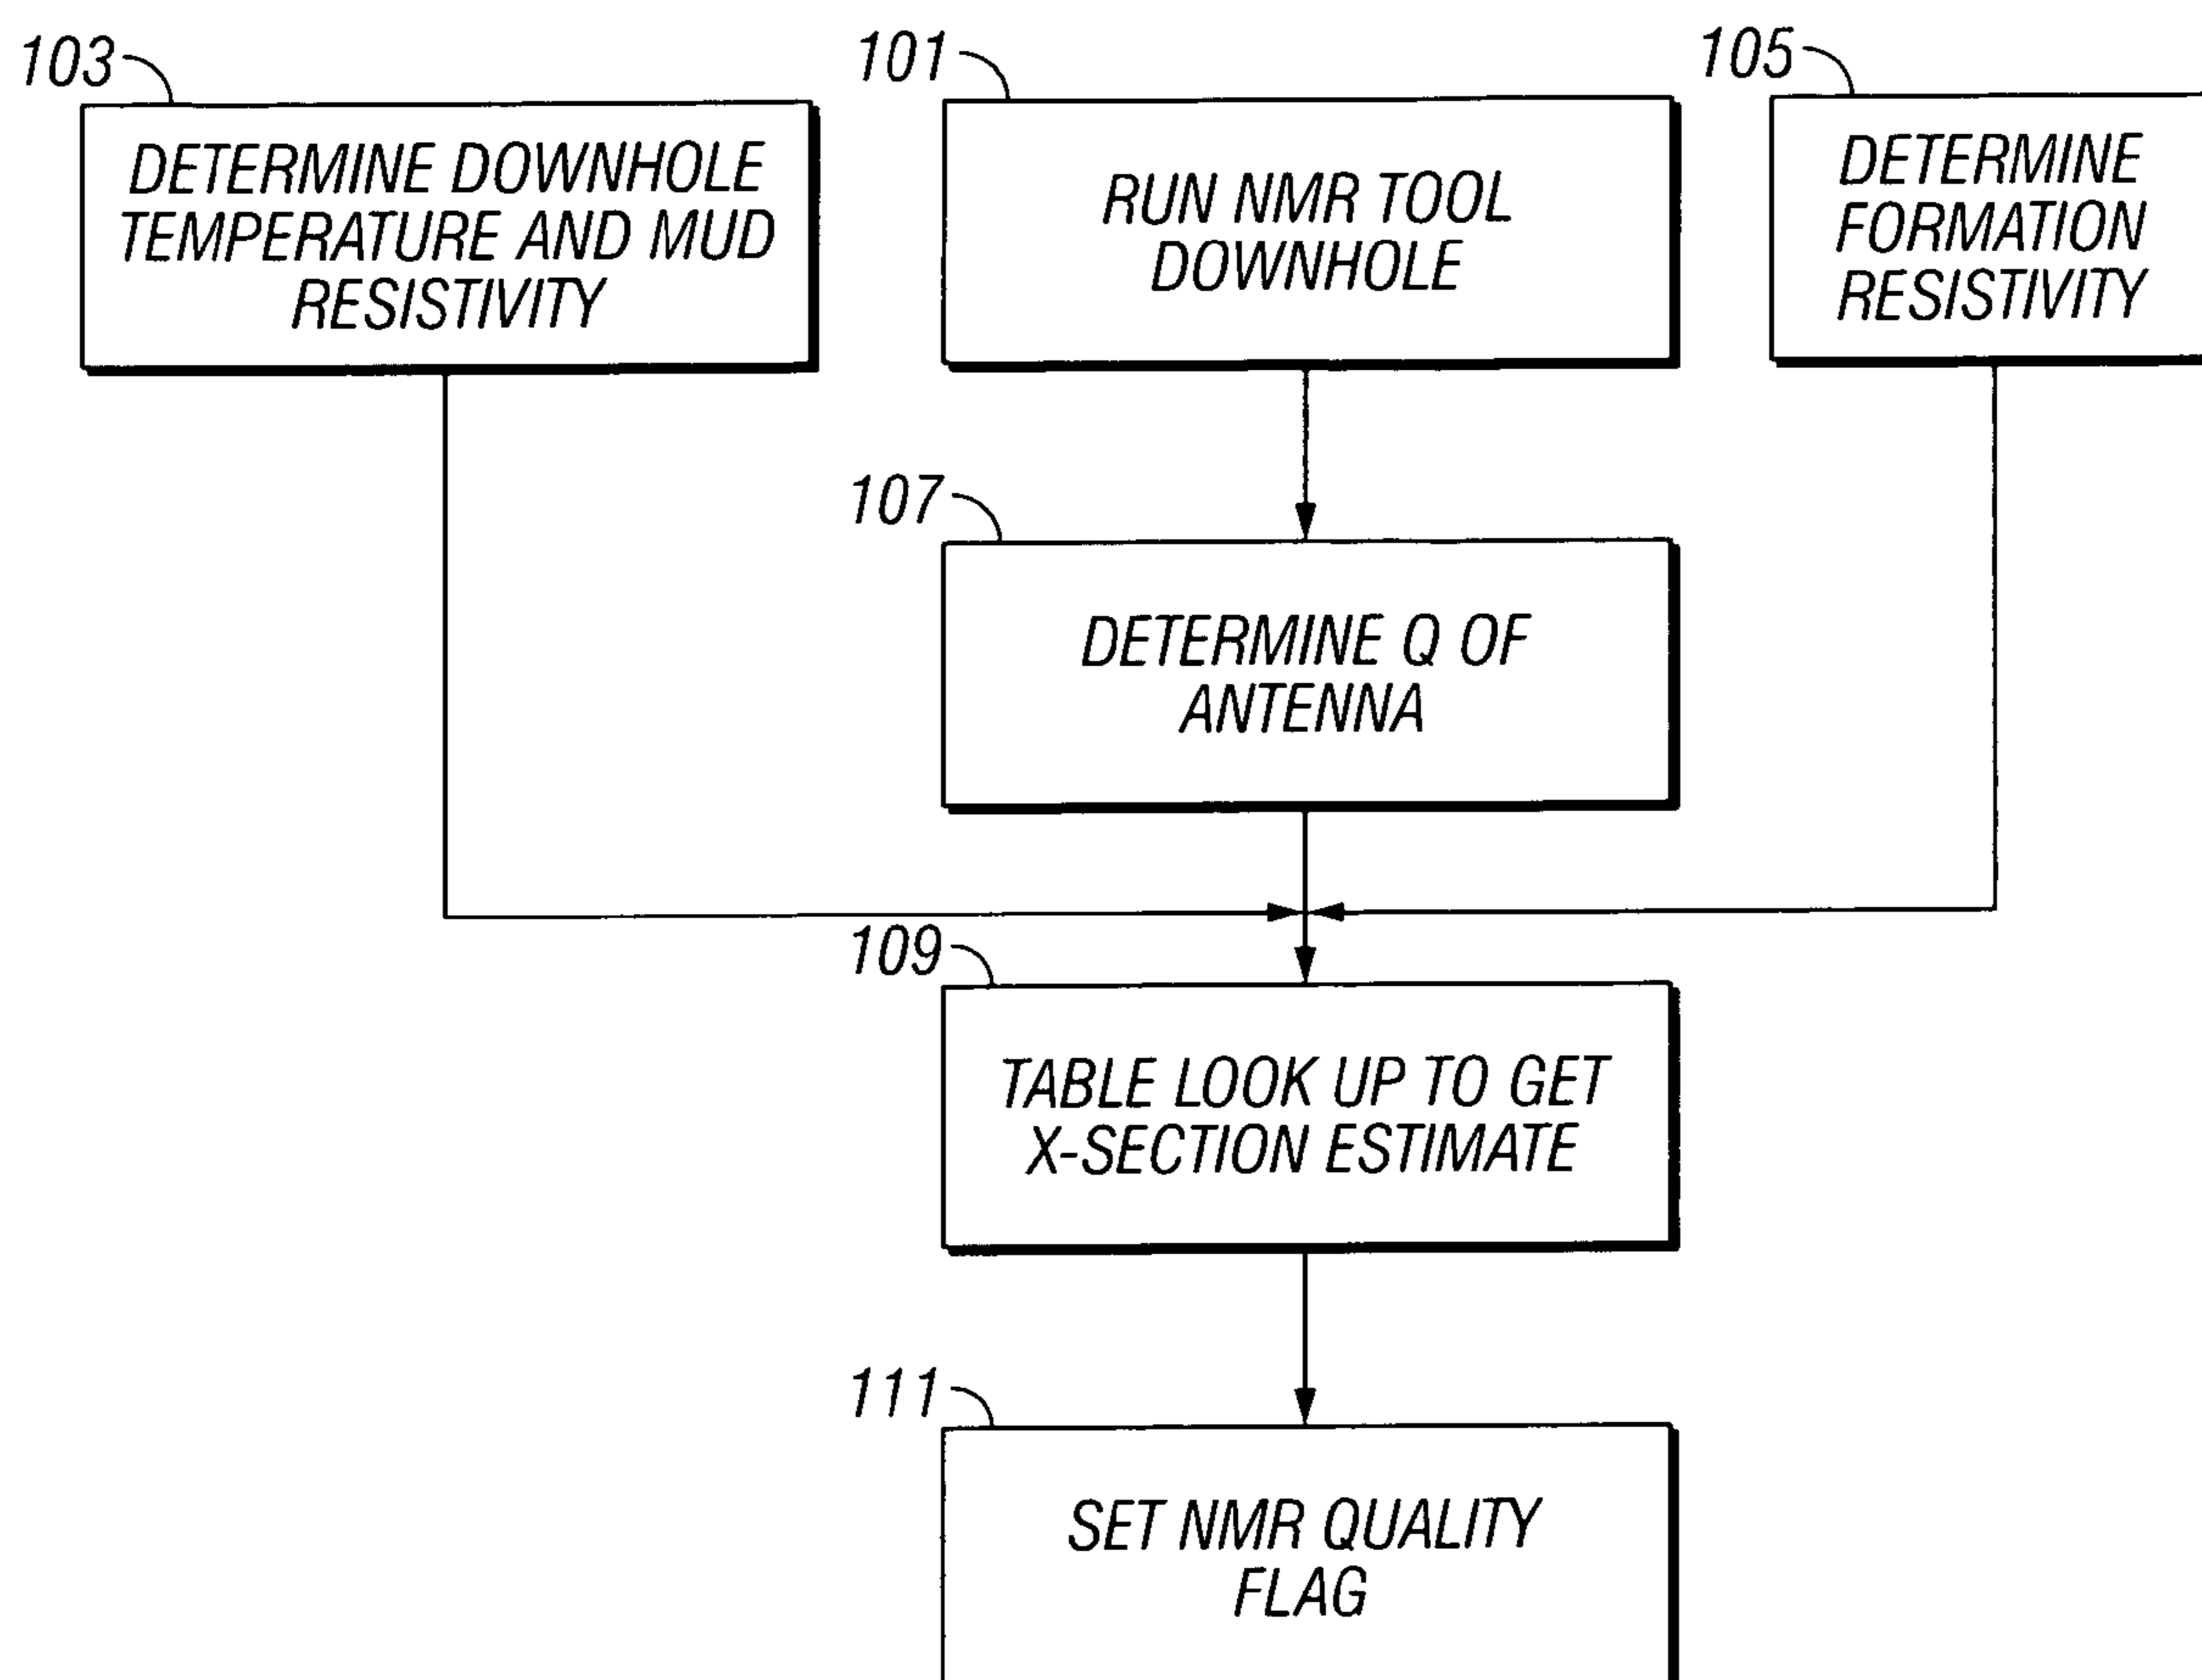 103
DETERMINE DOWNHOLE
TEMPERATURE AND MUD
RESISTIVITY
101
RUN NMR TOOL
DOWNHOLE
105
DETERMINE
FORMATION
RESISTIVITY
107
DETERMINE Q OF
ANTENNA
109
TABLE LOOK UP TO GET
X-SECTION ESTIMATE
111
SET NMR QUALITY
FLAG